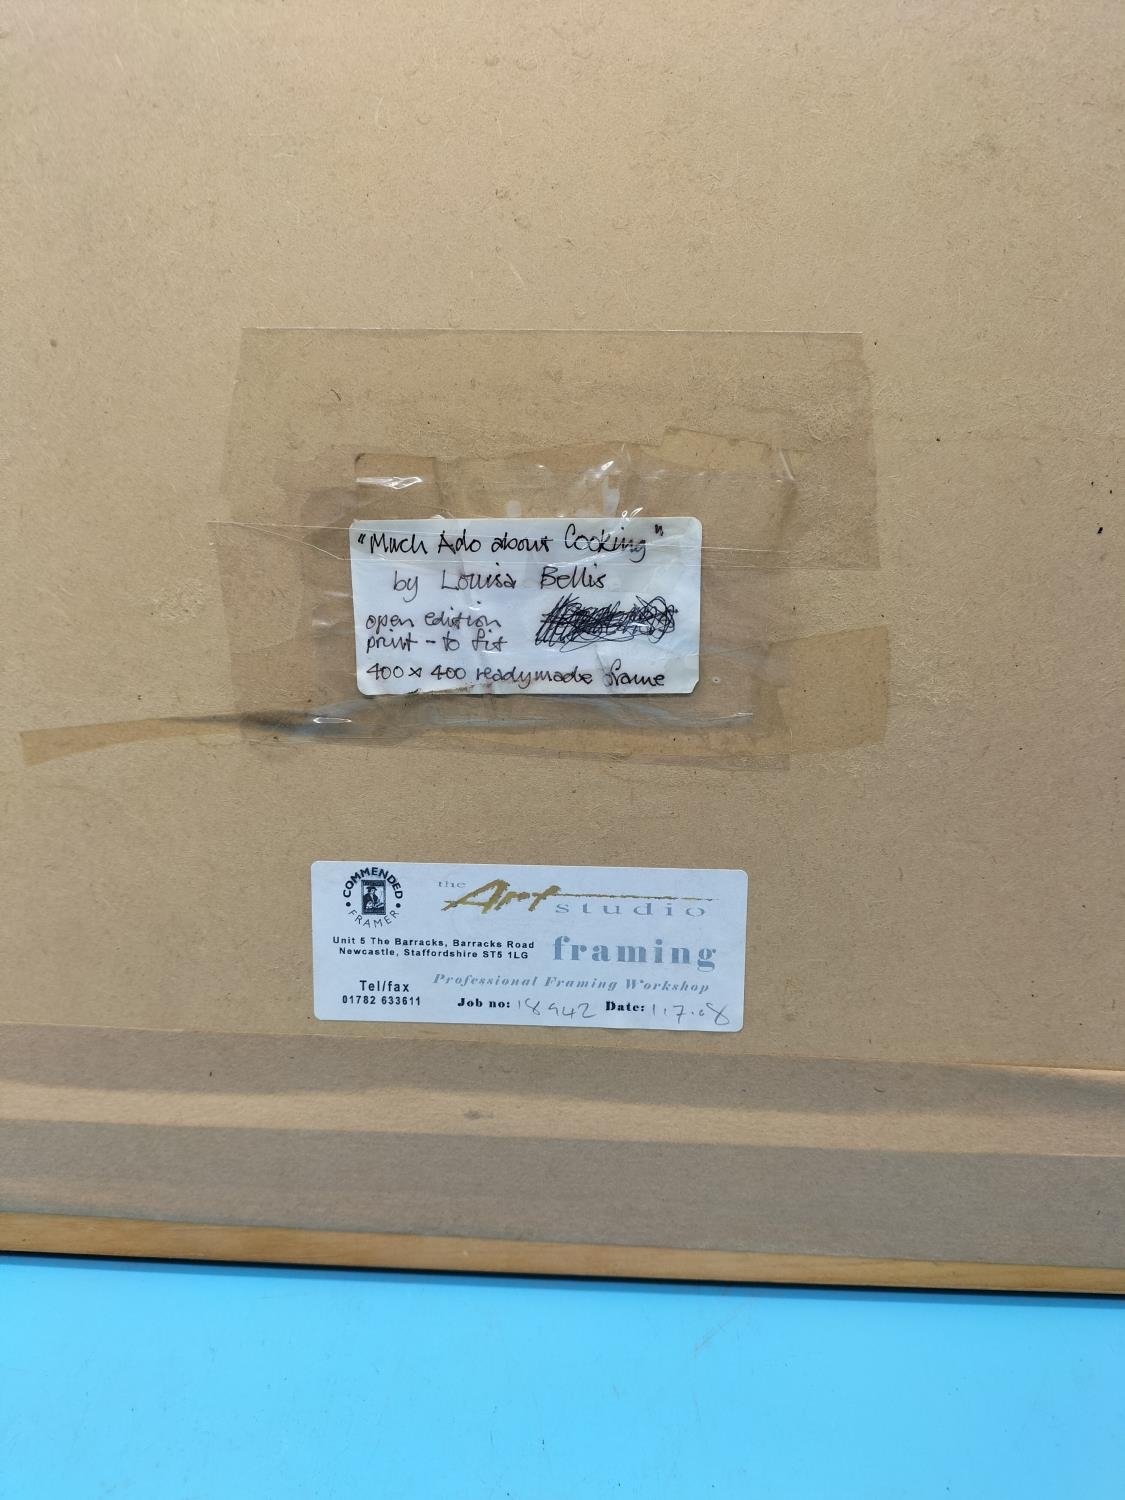 "Much Ado about Cooking"
by Louisa Bellis
open edition
print - to fit
400 x 400 readymade frame
COMMENDED
FRAMER
the Art
studio
framing
Unit 5 The Barracks, Barracks Road
Newcastle, Staffordshire ST5 1LG
Professional Framing Workshop
Tel/fax
01782 633611
Job no: 18942 Date: 1.7.08